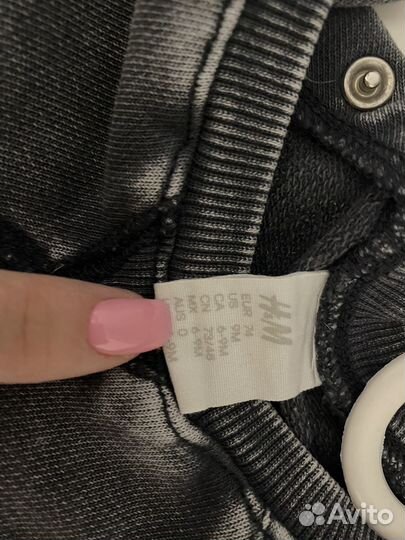 H&M
EUR 74
US 9M
CA 6-9M
CN 73/48
MX 6-9M
AUS 0
Avito